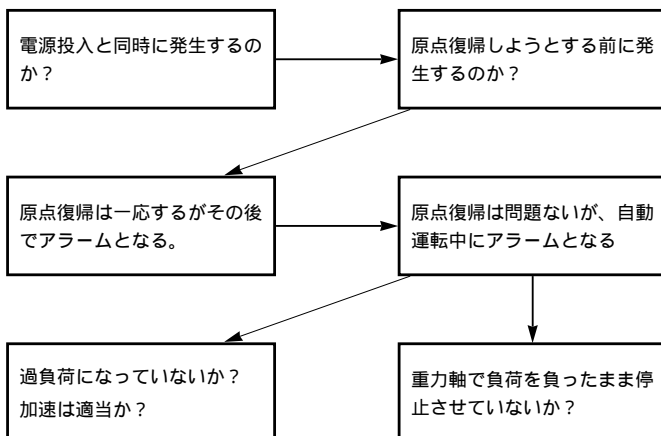 電源投入と同時に発生するの
か？
原点復帰しようとする前に発
生するのか？
原点復帰は一応するがその後
でアラームとなる。
原点復帰は問題ないが、自動
運転中にアラームとなる
過負荷になっていないか？
加速は適当か？
重力軸で負荷を負ったまま停
止させていないか？